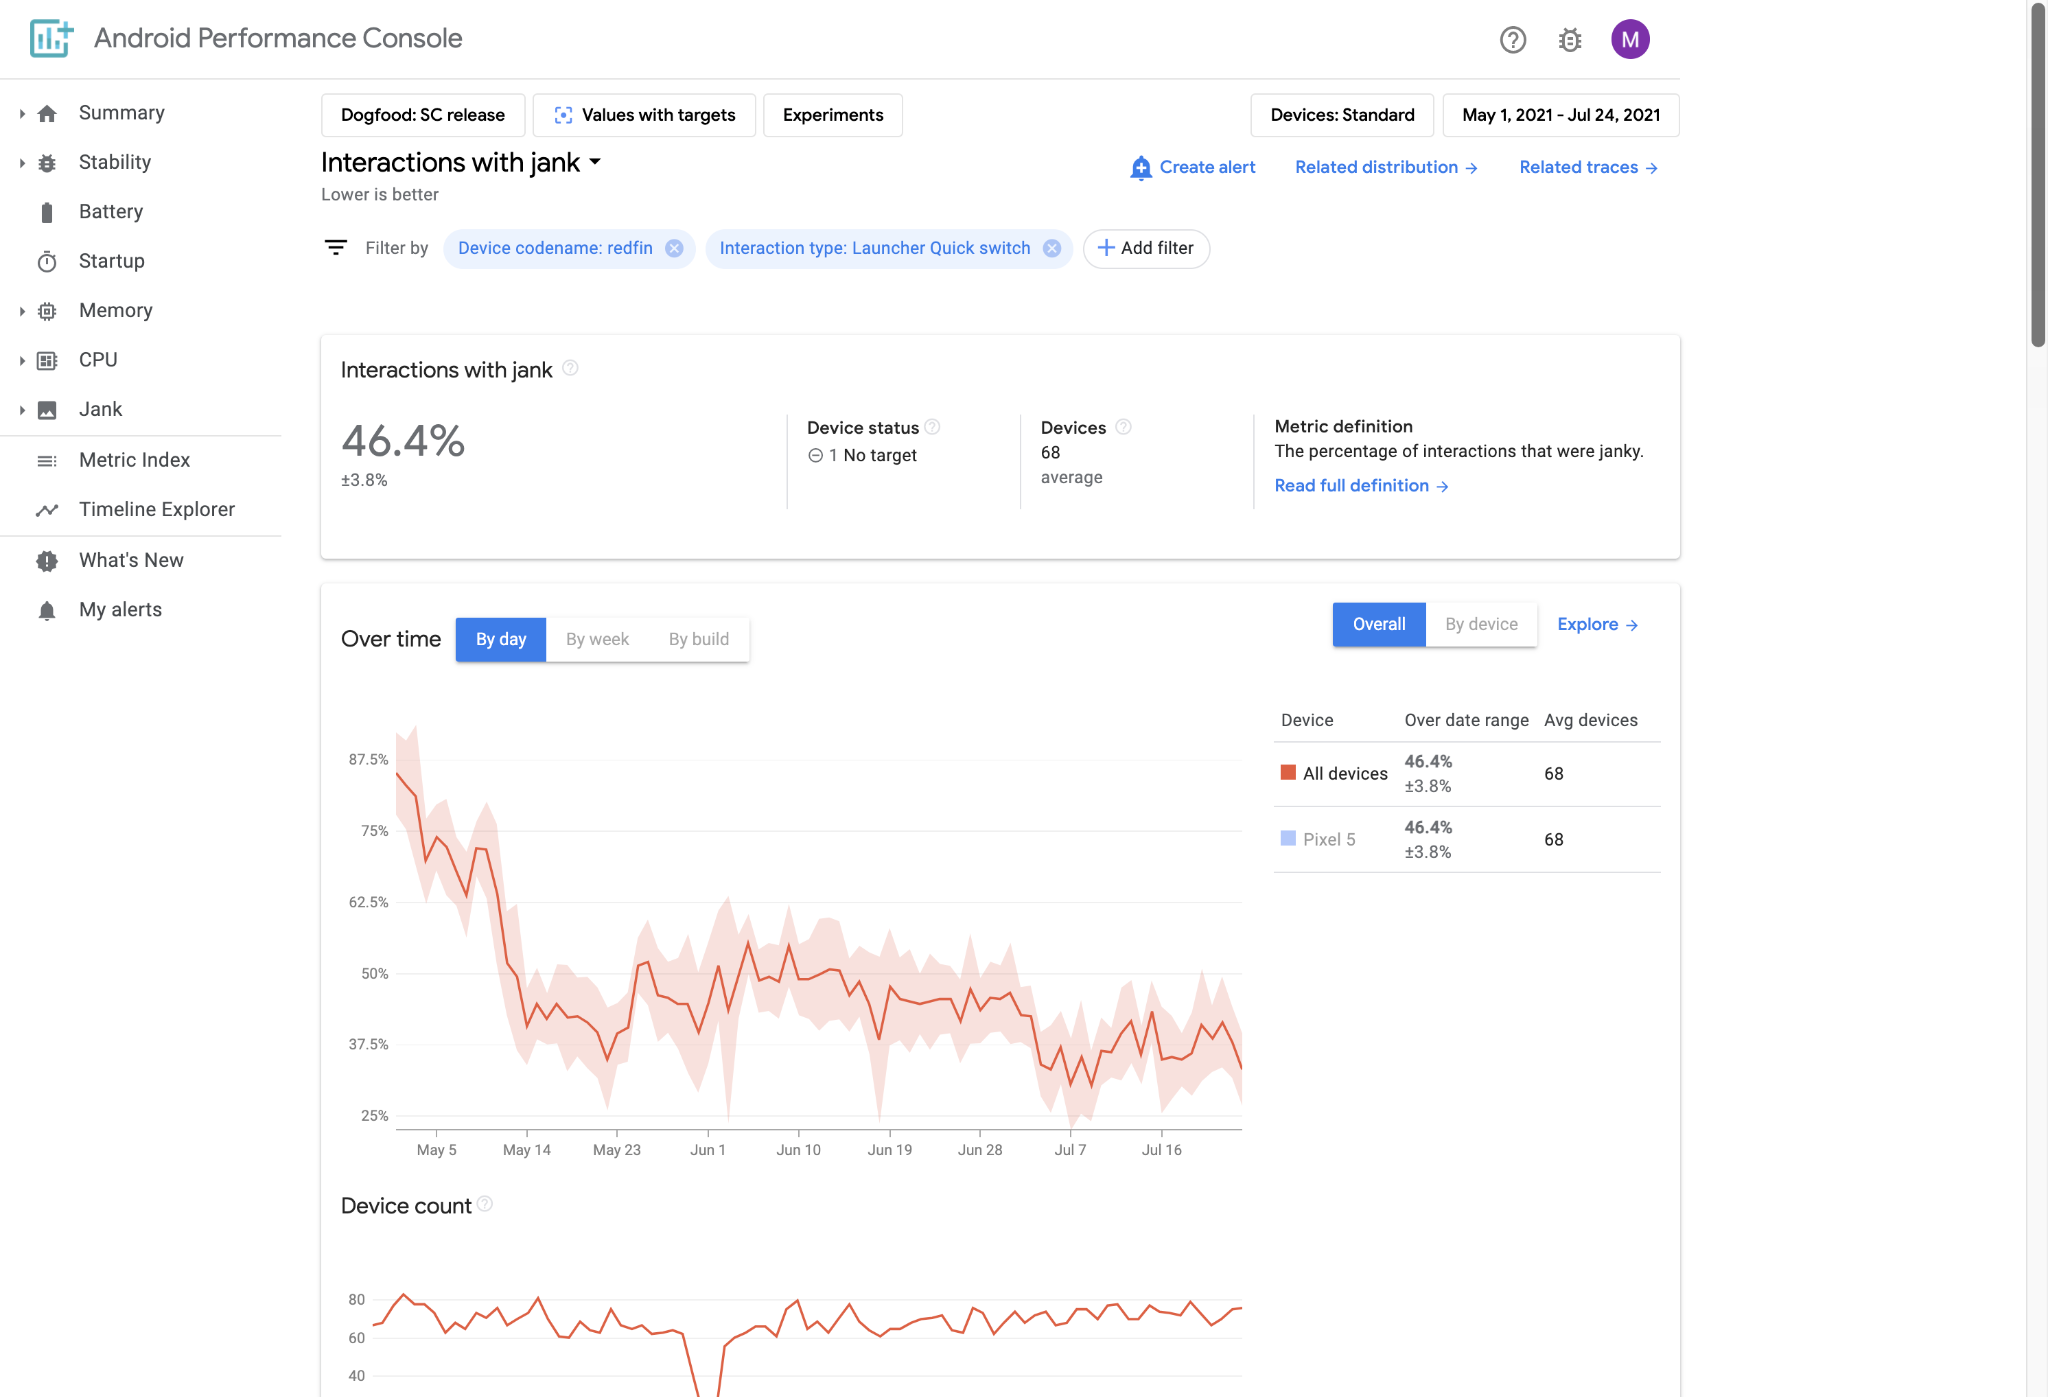 Android Performance Console
M
Summary
Stability
Battery
Startup
Memory
CPU
Jank
Metric Index
Timeline Explorer
What's New
My alerts
Dogfood: SC release
Values with targets
Experiments
Devices: Standard
May 1, 2021 - Jul 24, 2021
Interactions with jank
Lower is better
Create alert
Related distribution →
Related traces →
Filter by
Device codename: redfin
Interaction type: Launcher Quick switch
Add filter
Interactions with jank
46.4%
±3.8%
Device status
1 No target
Devices
68
average
Metric definition
The percentage of interactions that were janky.
Read full definition →
Over time
By day
By week
By build
Overall
By device
Explore →
87.5%
75%
62.5%
50%
37.5%
25%
May 5
May 14
May 23
Jun 1
Jun 10
Jun 19
Jun 28
Jul 7
Jul 16
Device Over date range Avg devices
All devices 46.4% 68
±3.8%
Pixel 5 46.4% 68
±3.8%
Device count
80
60
40